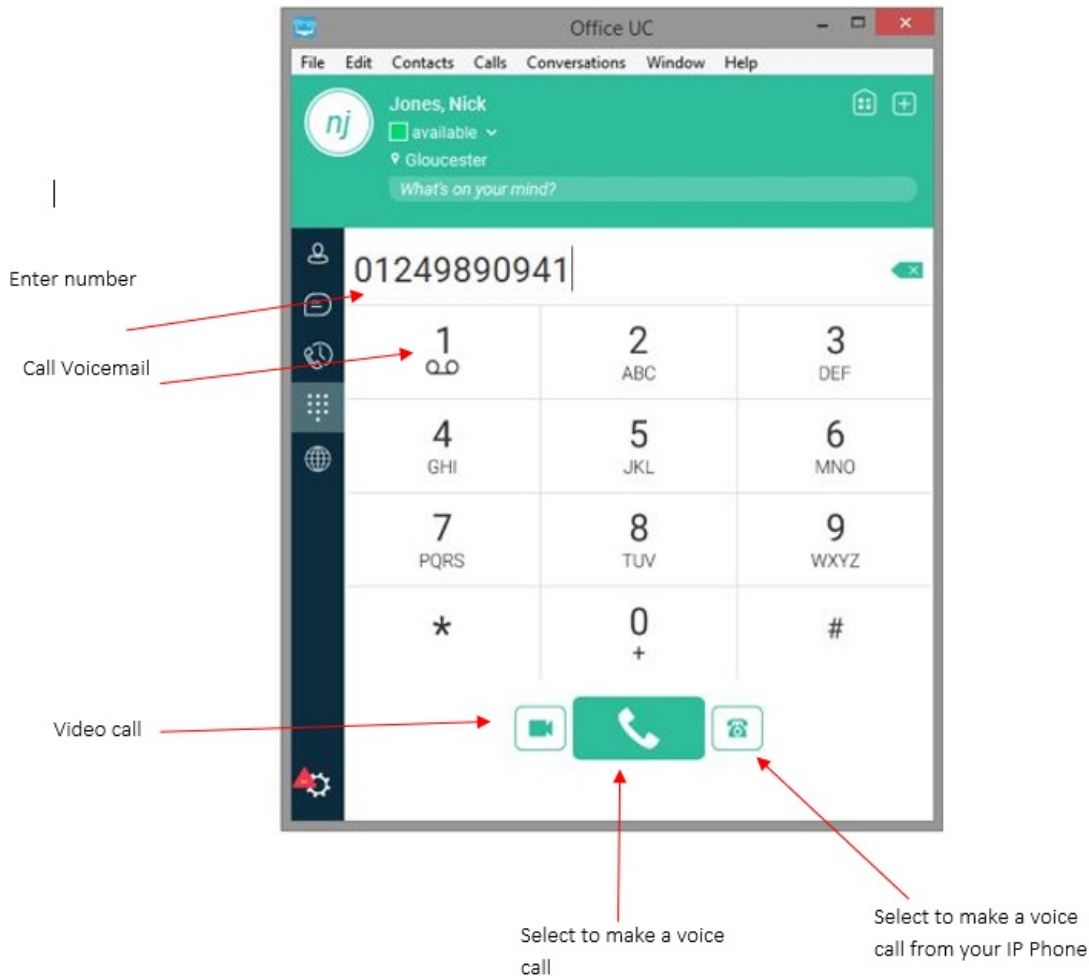 Office UC
File Edit Contacts Calls Conversations Window Help
nj
Jones, Nick
available
Gloucester
What's on your mind?
Enter number
01249890941
Call Voicemail
1 2 3
ABC DEF
4 5 6
GHI JKL MNO
7 8 9
PQRS TUV WXYZ
* 0 #
+
Video call
Select to make a voice
call
Select to make a voice
call from your IP Phone